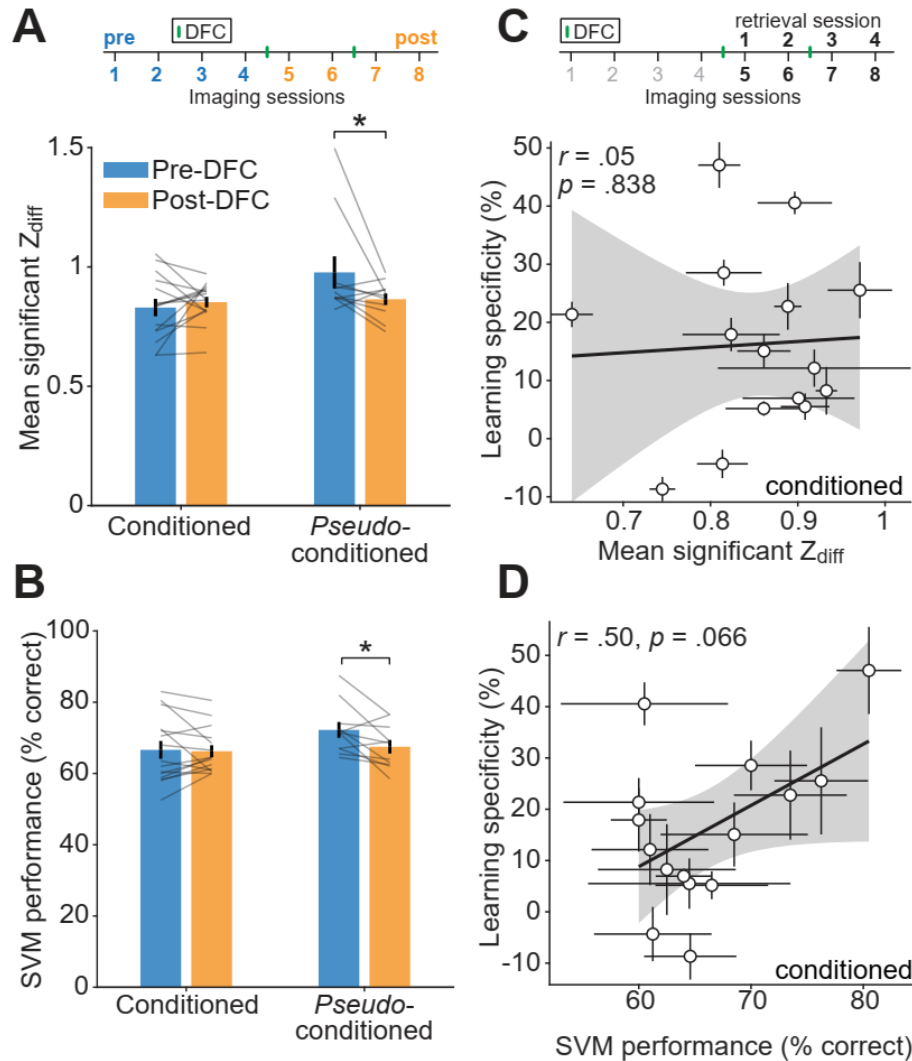 A
DFC
pre
post
1 2 3 4 5 6 7 8
Imaging sessions
*
1.5
1
0.5
0
Mean significant Zdiff
Pre-DFC
Post-DFC
Conditioned
Pseudo-
conditioned
B
*
100
80
60
40
20
0
SVM performance (% correct)
Conditioned
Pseudo-
conditioned
C
DFC
retrieval session
1 2 3 4
1 2 3 4 5 6 7 8
Imaging sessions
r = .05
p = .838
50
40
30
20
10
0
-10
Learning specificity (%)
conditioned
0.7 0.8 0.9 1
Mean significant Zdiff
D
r = .50, p = .066
50
40
30
20
10
0
-10
Learning specificity (%)
conditioned
60 70 80
SVM performance (% correct)